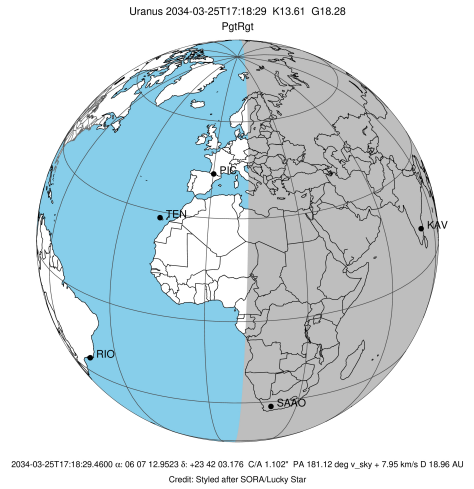 Uranus 2034-03-25T17:18:29 K13.61 G18.28
PgtRgt
PIC
TEN
KAV
RIO
SAAO
2034-03-25T17:18:29.4600 α: 06 07 12.9523 δ: +23 42 03.176 C/A 1.102" PA 181.12 deg v_sky + 7.95 km/s D 18.96 AU
Credit: Styled after SORA/Lucky Star